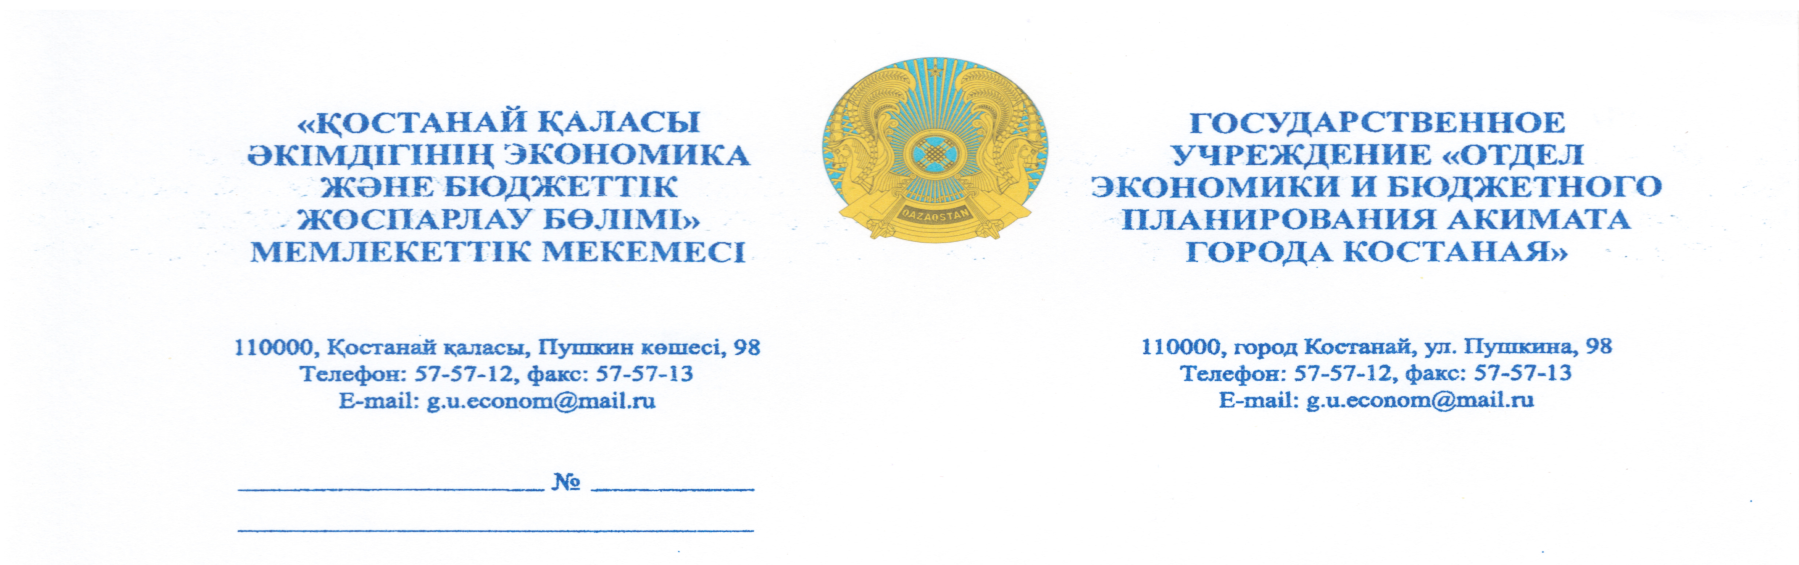 «ҚОСТАНАЙ ҚАЛАСЫ
ӘКІМДІГІНІҢ ЭКОНОМИКА
ЖӘНЕ БЮДЖЕТТІК
ЖОСПАРЛАУ БӨЛІМІ»
МЕМЛЕКЕТТІК МЕКЕМЕСІ
110000, Қостанай қаласы, Пушкин көшесі, 98
Телефон: 57-57-12, факс: 57-57-13
E-mail: g.u.econom@mail.ru
№
QAZAQSTAN
ГОСУДАРСТВЕННОЕ
УЧРЕЖДЕНИЕ «ОТДЕЛ
ЭКОНОМИКИ И БЮДЖЕТНОГО
ПЛАНИРОВАНИЯ АКИМАТА
ГОРОДА КОСТАНАЯ»
110000, город Костанай, ул. Пушкина, 98
Телефон: 57-57-12, факс: 57-57-13
E-mail: g.u.econom@mail.ru